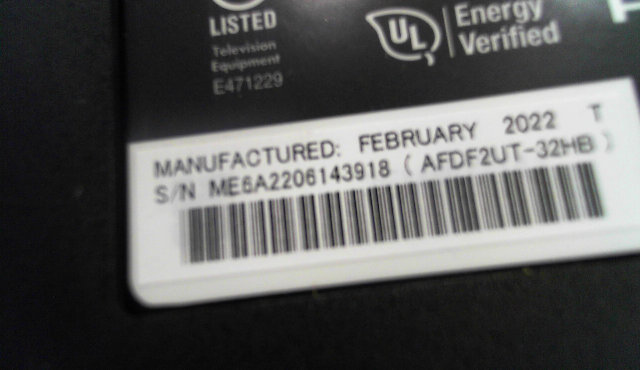 LISTED
Television
Equipment
E471229
UL
Energy
Verified
MANUFACTURED: FEBRUARY 2022 T
S/N ME6A2206143918 ( AFDF2UT-32HB )